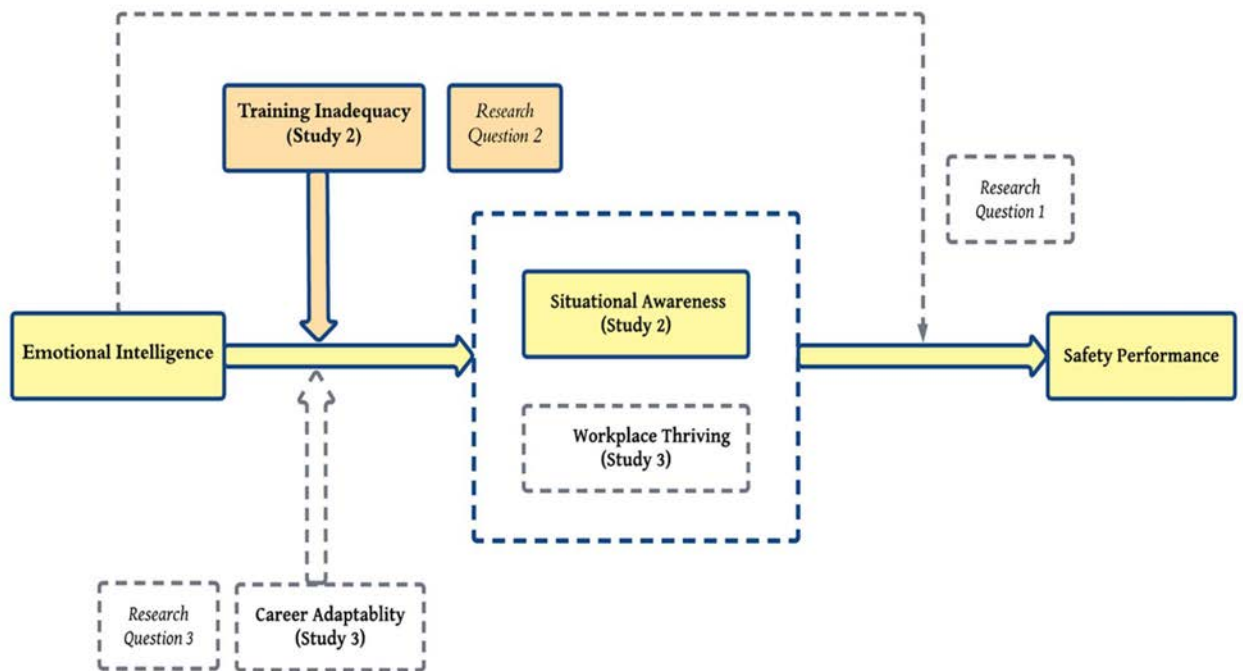 Training Inadequacy
(Study 2)
Research
Question 2
Research
Question 1
Situational Awareness
(Study 2)
Emotional Intelligence
Safety Performance
Workplace Thriving
(Study 3)
Research
Question 3
Career Adaptablity
(Study 3)